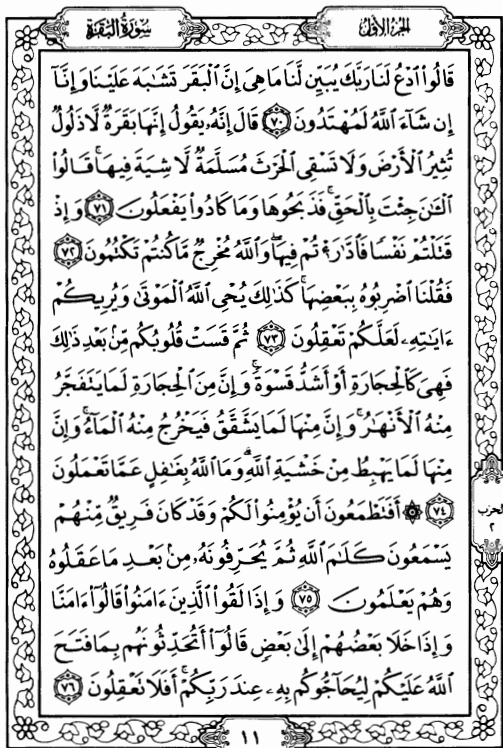 سُورَةُ البَقَرَةِ
الجُزءُ الأوّلُ
قَالُوا۟ ٱدْعُ لَنَا رَبَّكَ يُبَيِّن لَّنَا مَا هِىَ إِنَّ ٱلْبَقَرَ تَشَٰبَهَ عَلَيْنَا وَإِنَّآ
إِن شَآءَ ٱللَّهُ لَمُهْتَدُونَ ٧٠ قَالَ إِنَّهُۥ يَقُولُ إِنَّهَا بَقَرَةٌ لَّا ذَلُولٌ
تُثِيرُ ٱلْأَرْضَ وَلَا تَسْقِى ٱلْحَرْثَ مُسَلَّمَةٌ لَّا شِيَةَ فِيهَا ۚ قَالُوا۟
ٱلْـَٰٔنَ جِئْتَ بِٱلْحَقِّ ۚ فَذَبَحُوهَا وَمَا كَادُوا۟ يَفْعَلُونَ ٧١ وَإِذْ
قَتَلْتُمْ نَفْسًا فَٱدَّٰرَْٰٔتُمْ فِيهَا ۖ وَٱللَّهُ مُخْرِجٌ مَّا كُنتُمْ تَكْتُمُونَ ٧٢
فَقُلْنَا ٱضْرِبُوهُ بِبَعْضِهَا ۚ كَذَٰلِكَ يُحْىِ ٱللَّهُ ٱلْمَوْتَىٰ وَيُرِيكُمْ
ءَايَٰتِهِۦ لَعَلَّكُمْ تَعْقِلُونَ ٧٣ ثُمَّ قَسَتْ قُلُوبُكُم مِّنۢ بَعْدِ ذَٰلِكَ
فَهِىَ كَٱلْحِجَارَةِ أَوْ أَشَدُّ قَسْوَةً ۚ وَإِنَّ مِنَ ٱلْحِجَارَةِ لَمَا يَتَفَجَّرُ
مِنْهُ ٱلْأَنْهَٰرُ ۚ وَإِنَّ مِنْهَا لَمَا يَشَّقَّقُ فَيَخْرُجُ مِنْهُ ٱلْمَآءُ ۚ وَإِنَّ
مِنْهَا لَمَا يَهْبِطُ مِنْ خَشْيَةِ ٱللَّهِ ۗ وَمَا ٱللَّهُ بِغَٰفِلٍ عَمَّا تَعْمَلُونَ
٧٤ ۞ أَفَتَطْمَعُونَ أَن يُؤْمِنُوا۟ لَكُمْ وَقَدْ كَانَ فَرِيقٌ مِّنْهُمْ
يَسْمَعُونَ كَلَٰمَ ٱللَّهِ ثُمَّ يُحَرِّفُونَهُۥ مِنۢ بَعْدِ مَا عَقَلُوهُ
وَهُمْ يَعْلَمُونَ ٧٥ وَإِذَا لَقُوا۟ ٱلَّذِينَ ءَامَنُوا۟ قَالُوٓا۟ ءَامَنَّا
وَإِذَا خَلَا بَعْضُهُمْ إِلَىٰ بَعْضٍ قَالُوٓا۟ أَتُحَدِّثُونَهُم بِمَا فَتَحَ
ٱللَّهُ عَلَيْكُمْ لِيُحَآجُّوكُم بِهِۦ عِندَ رَبِّكُمْ ۚ أَفَلَا تَعْقِلُونَ ٧٦
الحزب
٢
١١